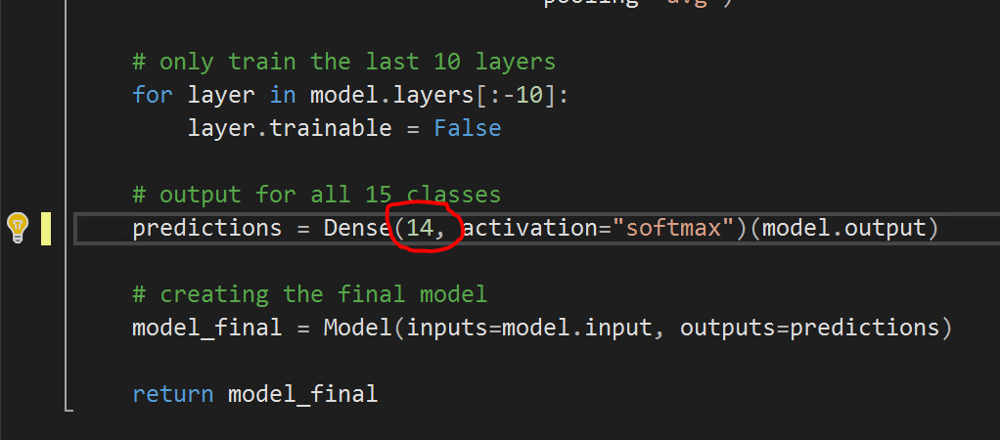 # only train the last 10 layers
for layer in model.layers[:-10]:
layer.trainable = False
# output for all 15 classes
predictions = Dense(14, activation="softmax")(model.output)
# creating the final model
model_final = Model(inputs=model.input, outputs=predictions)
return model_final